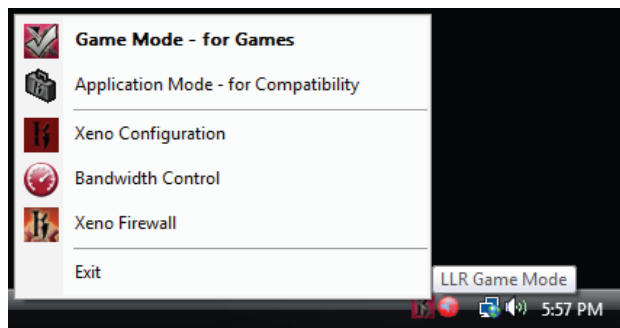 Game Mode - for Games
Application Mode - for Compatibility
Xeno Configuration
Bandwidth Control
Xeno Firewall
Exit
LLR Game Mode
5:57 PM